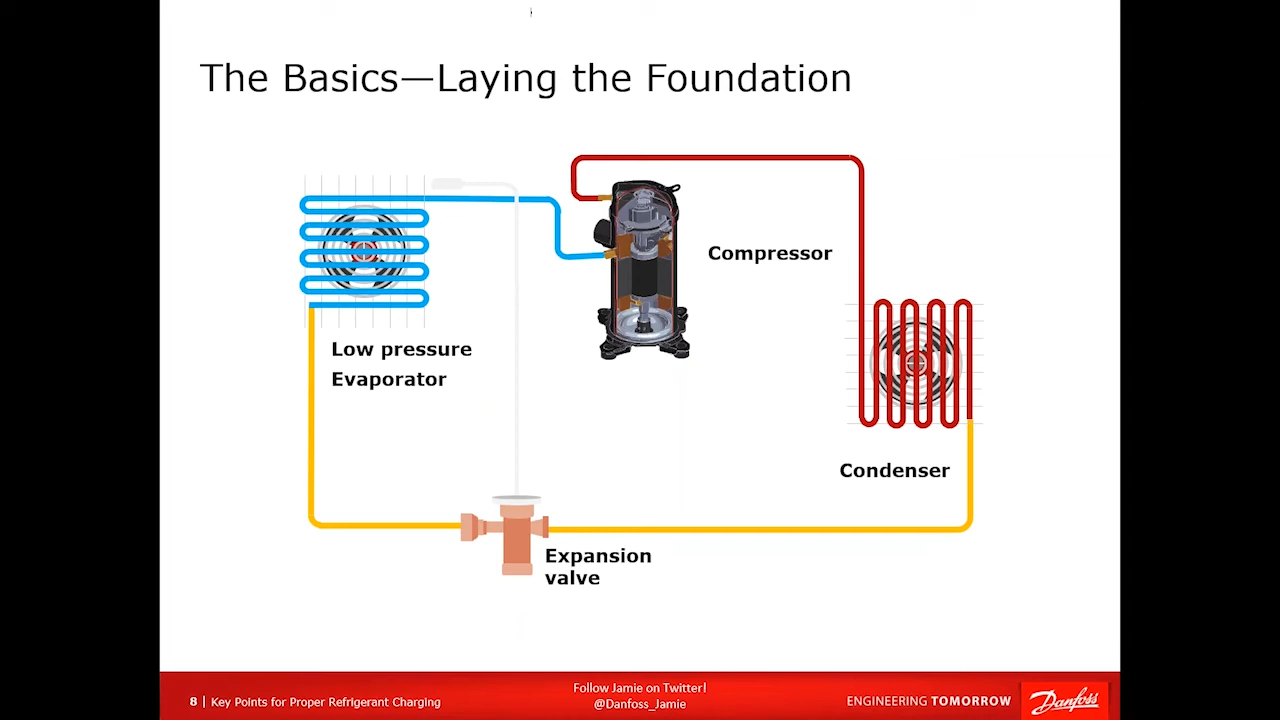 The Basics—Laying the Foundation
Compressor
Low pressure
Evaporator
Condenser
Expansion
valve
8 | Key Points for Proper Refrigerant Charging
Follow Jamie on Twitter!
@Danfoss_Jamie
ENGINEERING TOMORROW
Danfoss